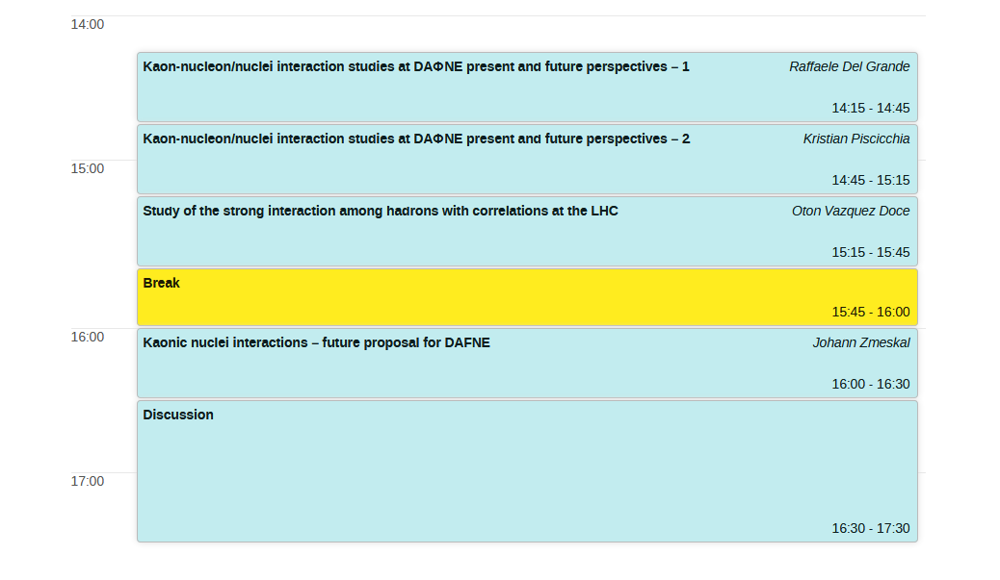 14:00
Kaon-nucleon/nuclei interaction studies at DAΦNE present and future perspectives – 1 Raffaele Del Grande
14:15 - 14:45
Kaon-nucleon/nuclei interaction studies at DAΦNE present and future perspectives – 2 Kristian Piscicchia
15:00
14:45 - 15:15
Study of the strong interaction among hadrons with correlations at the LHC Oton Vazquez Doce
15:15 - 15:45
Break
15:45 - 16:00
16:00
Kaonic nuclei interactions – future proposal for DAFNE Johann Zmeskal
16:00 - 16:30
Discussion
17:00
16:30 - 17:30